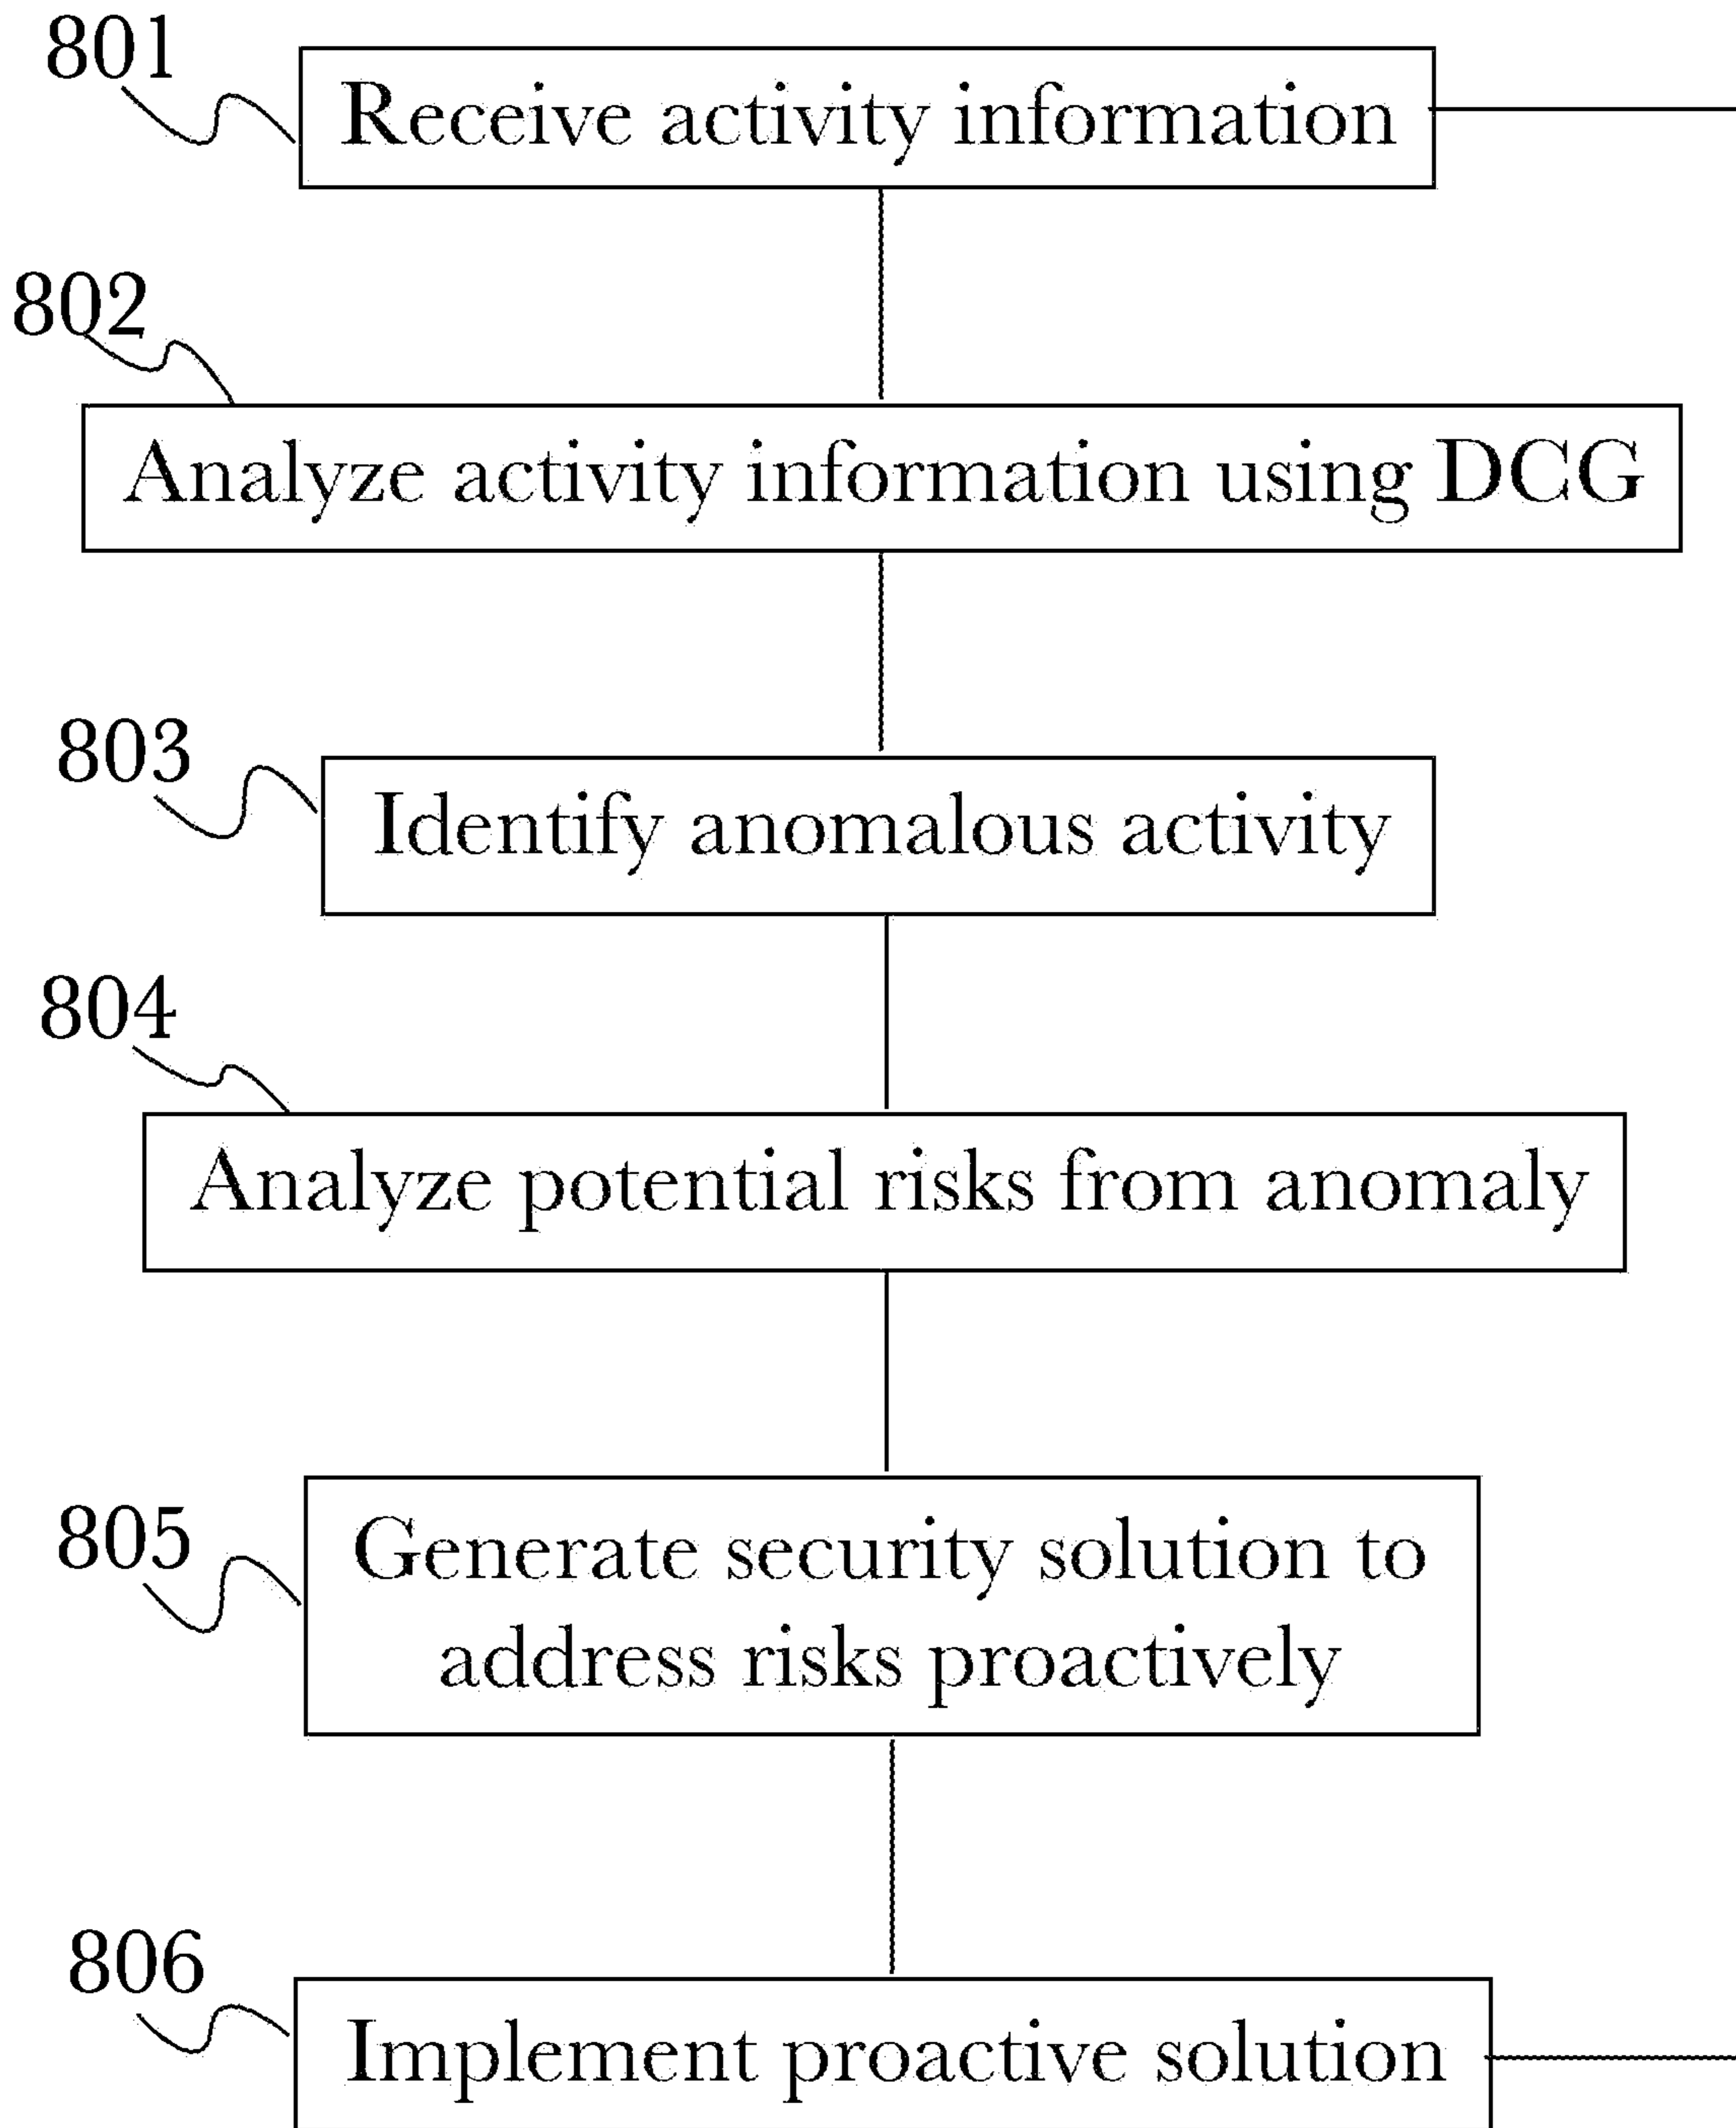 801
Receive activity information
802
Analyze activity information using DCG
803
Identify anomalous activity
804
Analyze potential risks from anomaly
805
Generate security solution to
address risks proactively
806
Implement proactive solution